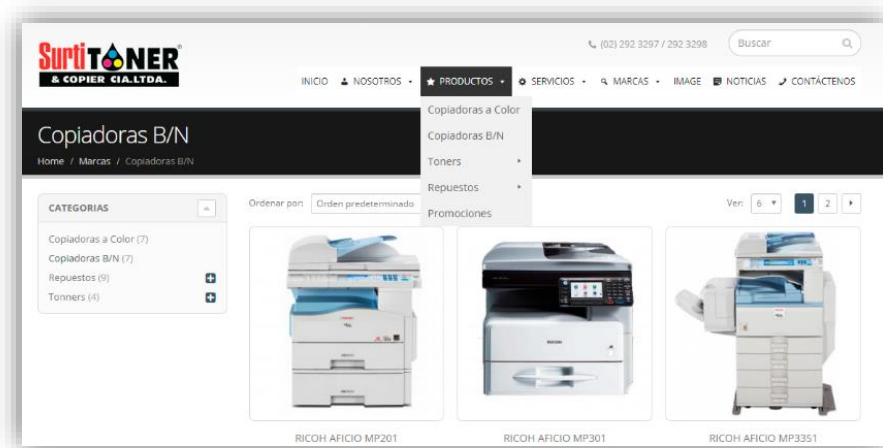 (02) 292 3297 / 292 3298
Buscar
SurtiTONER
& COPIER CIA.LTDA.
INICIO NOSOTROS PRODUCTOS SERVICIOS MARCAS IMAGE NOTICIAS CONTÁCTENOS
Copiadoras a Color
Copiadoras B/N
Toners
Repuestos
Promociones
Copiadoras B/N
Home / Marcas / Copiadoras B/N
CATEGORIAS
Copiadoras a Color (7)
Copiadoras B/N (7)
Repuestos (9)
Tonners (4)
Ordenar por: Orden predeterminado
Ver: 6 1 2
RICOH AFICIO MP201
RICOH AFICIO MP301
RICOH AFICIO MP3351